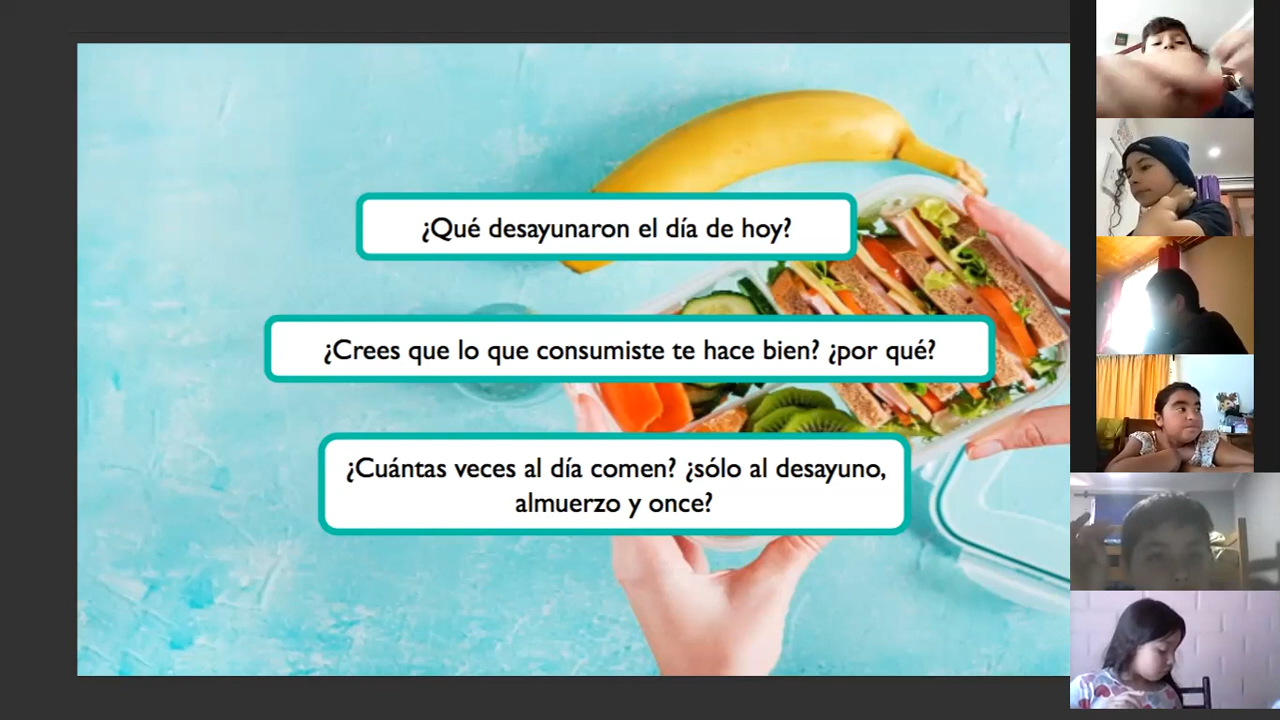 ¿Qué desayunaron el día de hoy?
¿Crees que lo que consumiste te hace bien? ¿por qué?
¿Cuántas veces al día comen? ¿sólo al desayuno,
almuerzo y once?